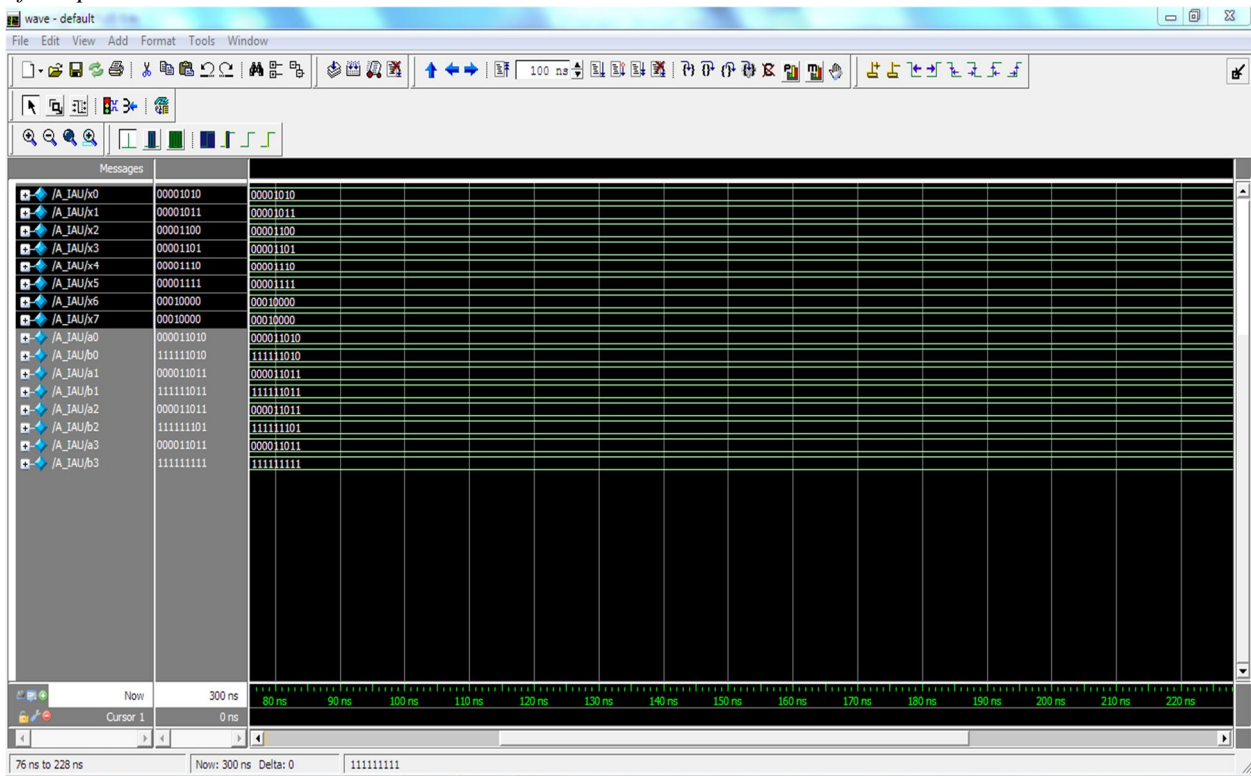 wave - default
File Edit View Add Format Tools Window
100 ns
Messages
/A_IAU/x0 00001010 00001010
/A_IAU/x1 00001011 00001011
/A_IAU/x2 00001100 00001100
/A_IAU/x3 00001101 00001101
/A_IAU/x4 00001110 00001110
/A_IAU/x5 00001111 00001111
/A_IAU/x6 00010000 00010000
/A_IAU/x7 00010000 00010000
/A_IAU/a0 000011010 000011010
/A_IAU/b0 111111010 111111010
/A_IAU/a1 000011011 000011011
/A_IAU/b1 111111011 111111011
/A_IAU/a2 000011011 000011011
/A_IAU/b2 111111101 111111101
/A_IAU/a3 000011011 000011011
/A_IAU/b3 111111111 111111111
Now 300 ns 80 ns 90 ns 100 ns 110 ns 120 ns 130 ns 140 ns 150 ns 160 ns 170 ns 180 ns 190 ns 200 ns 210 ns 220 ns
Cursor 1 0 ns
76 ns to 228 ns Now: 300 ns Delta: 0 111111111